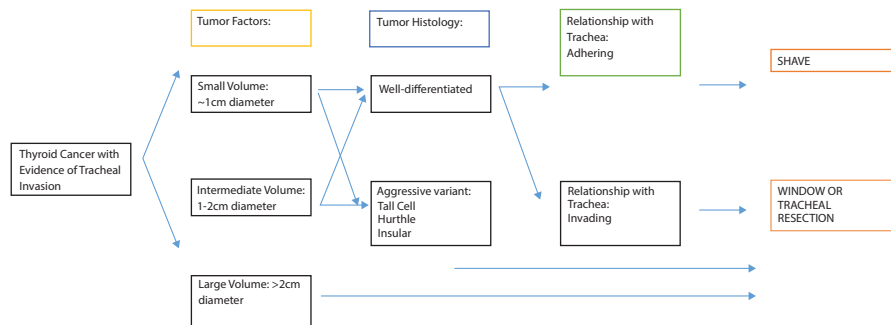 Tumor Factors:
Tumor Histology:
Relationship with
Trachea:
Adhering
SHAVE
Small Volume:
~1cm diameter
Well-differentiated
Thyroid Cancer with
Evidence of Tracheal
Invasion
Intermediate Volume:
1-2cm diameter
Aggressive variant:
Tall Cell
Hurthle
Insular
Relationship with
Trachea:
Invading
WINDOW OR
TRACHEAL
RESECTION
Large Volume: >2cm
diameter